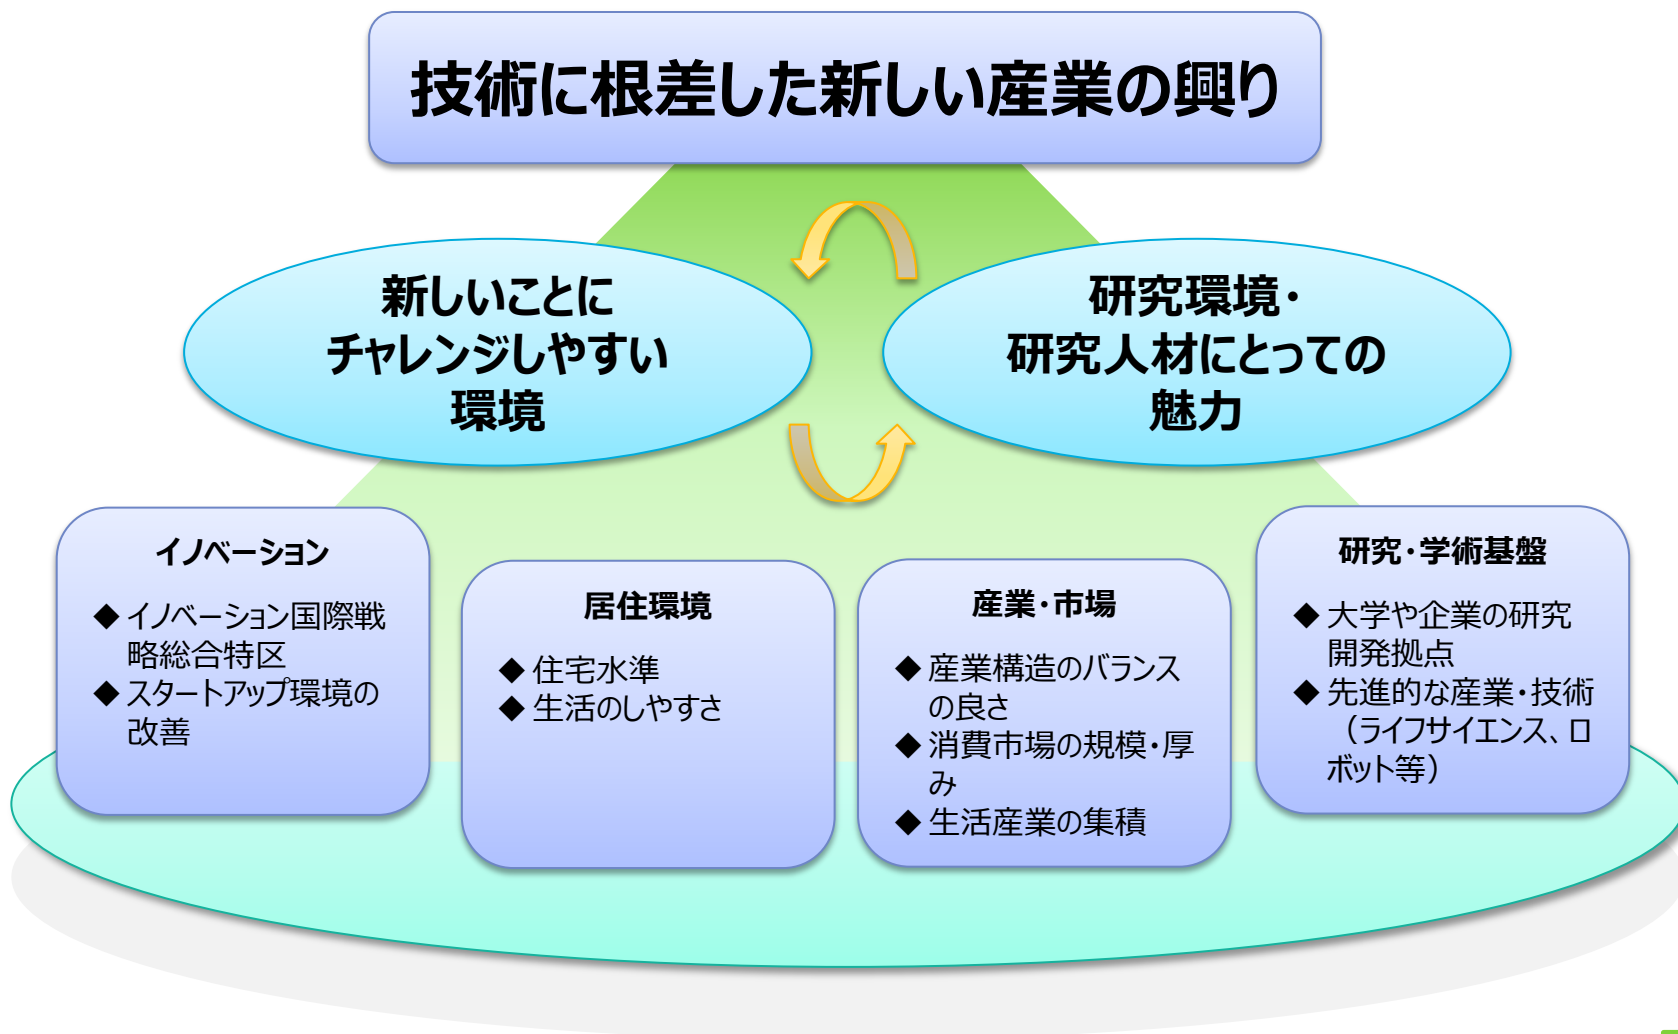 技術に根差した新しい産業の興り
新しいことに
チャレンジしやすい
環境
研究環境・
研究人材にとっての
魅力
イノベーション
◆ イノベーション国際戦
略総合特区
◆ スタートアップ環境の
改善
居住環境
◆ 住宅水準
◆ 生活のしやすさ
産業・市場
◆ 産業構造のバランス
の良さ
◆ 消費市場の規模・厚
み
◆ 生活産業の集積
研究・学術基盤
◆ 大学や企業の研究
開発拠点
◆ 先進的な産業・技術
（ライフサイエンス、ロ
ボット等）